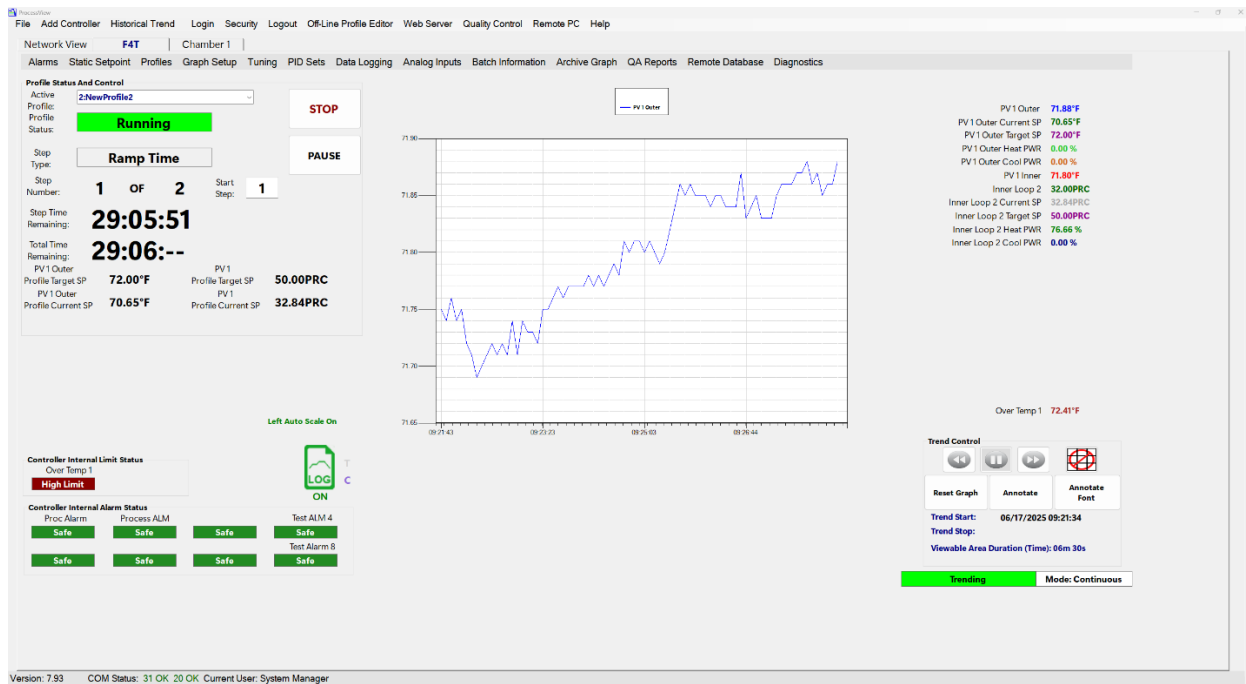 ProcessView
File Add Controller Historical Trend Login Security Logout Off-Line Profile Editor Web Server Quality Control Remote PC Help
Network View F4T Chamber 1
Alarms Static Setpoint Profiles Graph Setup Tuning PID Sets Data Logging Analog Inputs Batch Information Archive Graph QA Reports Remote Database Diagnostics
Profile Status And Control
Active Profile: 2:NewProfile2
STOP
Profile Status: Running
Step Type: Ramp Time
PAUSE
Step Number: 1 OF 2 Start Step: 1
Step Time Remaining: 29:05:51
Total Time Remaining: 29:06:--
PV 1 Outer Profile Target SP 72.00°F PV 1 Profile Target SP 50.00PRC
PV 1 Outer Profile Current SP 70.65°F PV 1 Profile Current SP 32.84PRC
Left Auto Scale On
Controller Internal Limit Status
Over Temp 1
High Limit
LOG
ON
T
C
Controller Internal Alarm Status
Proc Alarm Process ALM Test ALM 4
Safe Safe Safe Safe
Test Alarm 8
Safe Safe Safe Safe
PV 1 Outer
71.90
71.85
71.80
71.75
71.70
71.65
09:21:43 09:23:23 09:25:03 09:26:44
PV 1 Outer 71.88°F
PV 1 Outer Current SP 70.65°F
PV 1 Outer Target SP 72.00°F
PV 1 Outer Heat PWR 0.00 %
PV 1 Outer Cool PWR 0.00 %
PV 1 Inner 71.80°F
Inner Loop 2 32.00PRC
Inner Loop 2 Current SP 32.84PRC
Inner Loop 2 Target SP 50.00PRC
Inner Loop 2 Heat PWR 76.66 %
Inner Loop 2 Cool PWR 0.00 %
Over Temp 1 72.41°F
Trend Control
Reset Graph Annotate Annotate Font
Trend Start: 06/17/2025 09:21:34
Trend Stop:
Viewable Area Duration (Time): 06m 30s
Trending Mode: Continuous
Version: 7.93 COM Status: 31 OK 20 OK Current User: System Manager